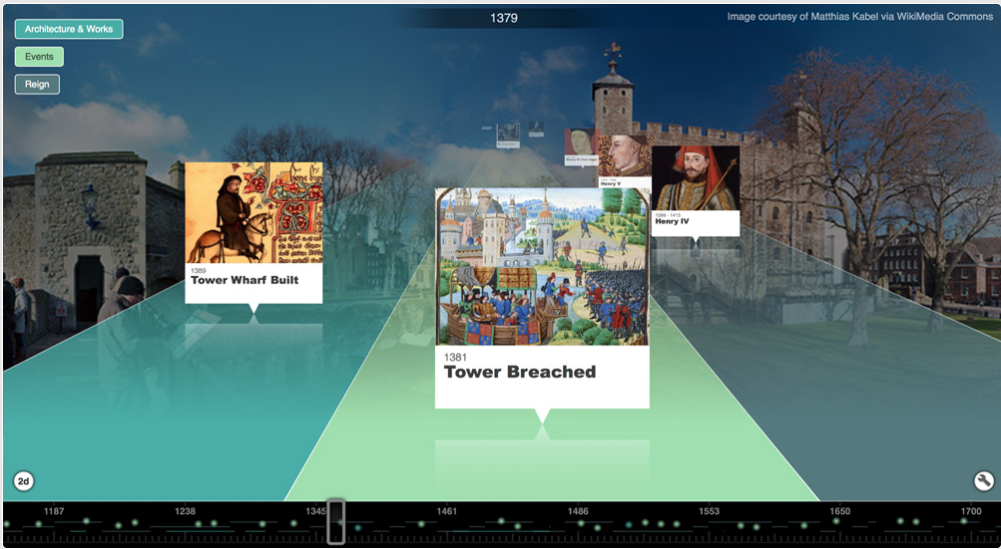 1379
Image courtesy of Matthias Kabel via WikiMedia Commons
Architecture & Works
Events
Reign
1389
Tower Wharf Built
1381
Tower Breached
Henry V
1399 - 1413
Henry IV
2d
1187
1238
1345
1461
1486
1553
1650
1700